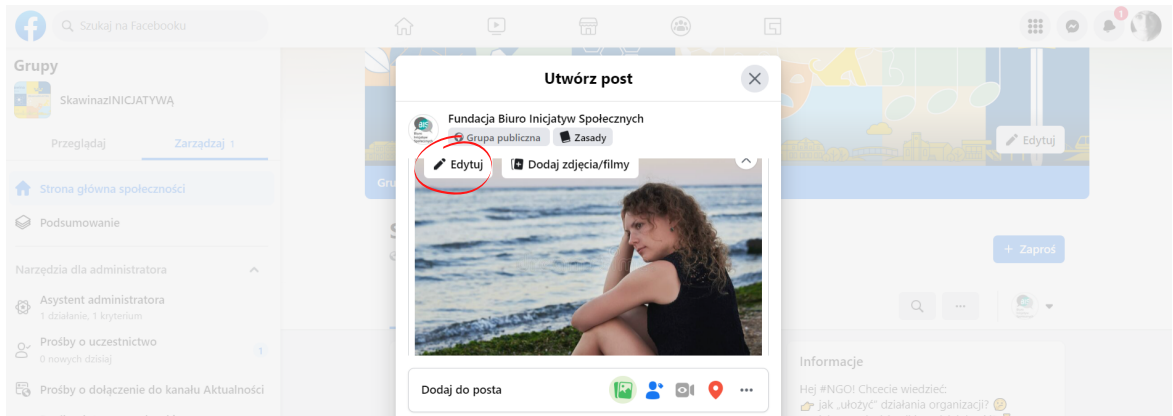 Szukaj na Facebooku
1
Grupy
SkawinazINICJATYWĄ
Przeglądaj
Zarządzaj 1
Strona główna społeczności
Podsumowanie
Narzędzia dla administratora
Asystent administratora
1 działanie, 1 kryterium
Prośby o uczestnictwo
0 nowych dzisiaj
1
Prośby o dołączenie do kanału Aktualności
Utwórz post
Fundacja Biuro Inicjatyw Społecznych
Grupa publiczna
Zasady
Edytuj
Dodaj zdjęcia/filmy
Dodaj do posta
Edytuj
Gru
S
+ Zaproś
Informacje
Hej #NGO! Chcecie wiedzieć:
👉 jak „ułożyć” działania organizacji?